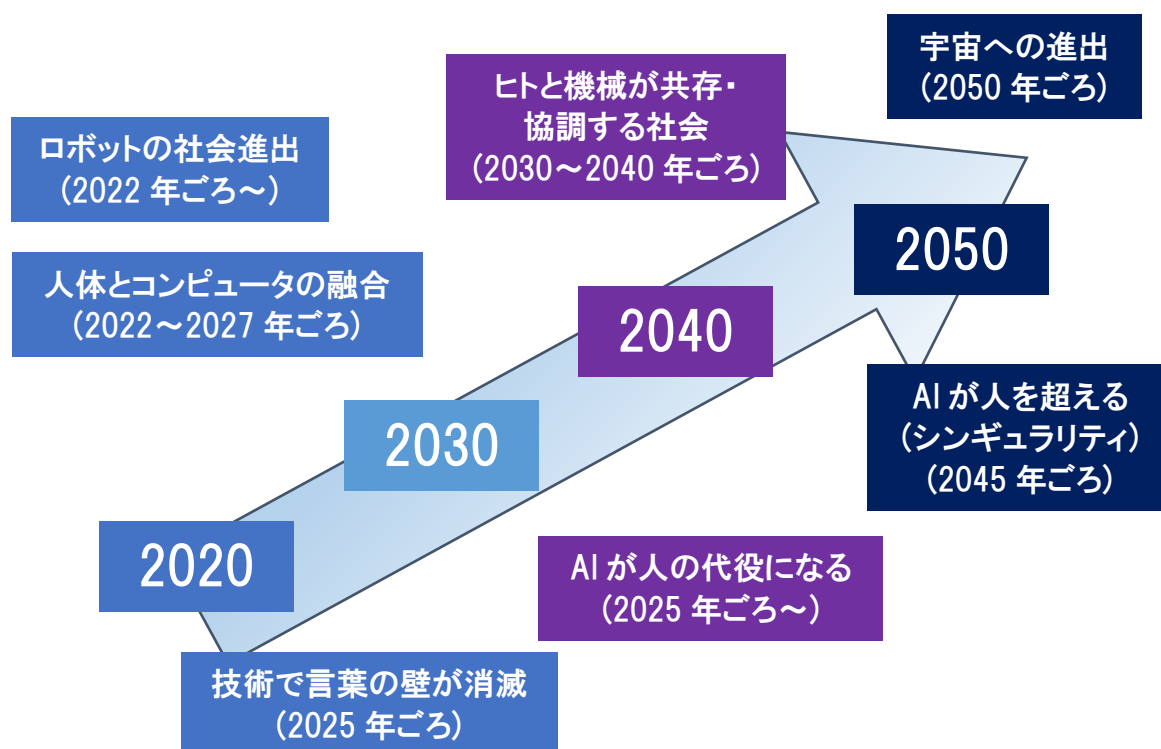 宇宙への進出
(2050 年ごろ)
ヒトと機械が共存・
協調する社会
(2030～2040 年ごろ)
ロボットの社会進出
(2022 年ごろ～)
人体とコンピュータの融合
(2022～2027 年ごろ)
2050
2040
2030
2020
AI が人を超える
(シンギュラリティ)
(2045 年ごろ)
AI が人の代役になる
(2025 年ごろ～)
技術で言葉の壁が消滅
(2025 年ごろ)